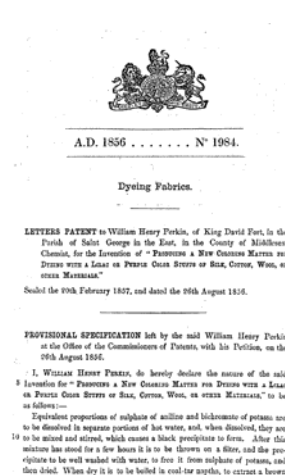 A.D. 1856 . . . . . . . Nº 1984.
Dyeing Fabrics.
LETTERS PATENT to William Henry Perkin, of King David Fort, in the
Parish of Saint George in the East, in the County of Middlesex
Chemist, for the Invention of " PRODUCING A NEW COLORING MATTER FOR
DYEING WITH A LILAC OR PURPLE COLOR STUFFS OF SILK, COTTON, WOOL, OR
OTHER MATERIALS."
Sealed the 20th February 1857, and dated the 26th August 1856.
PROVISIONAL SPECIFICATION left by the said William Henry Perkin
at the Office of the Commissioners of Patents, with his Petition, on the
26th August 1856.
I, WILLIAM HENRY PERKIN, do hereby declare the nature of the said
5 Invention for " PRODUCING A NEW COLORING MATTER FOR DYEING WITH A LILAC
OR PURPLE COLOR STUFFS OF SILK, COTTON, WOOL, OR OTHER MATERIALS," to be
as follows:—
Equivalent proportions of sulphate of aniline and bichromate of potass are
to be dissolved in separate portions of hot water, and, when dissolved, they are
10 to be mixed and stirred, which causes a black precipitate to form. After this
mixture has stood for a few hours it is to be thrown on a filter, and the pre-
cipitate to be well washed with water, to free it from sulphate of potass, and
then dried. When dry it is to be boiled in coal-tar naptha, to extract a brown